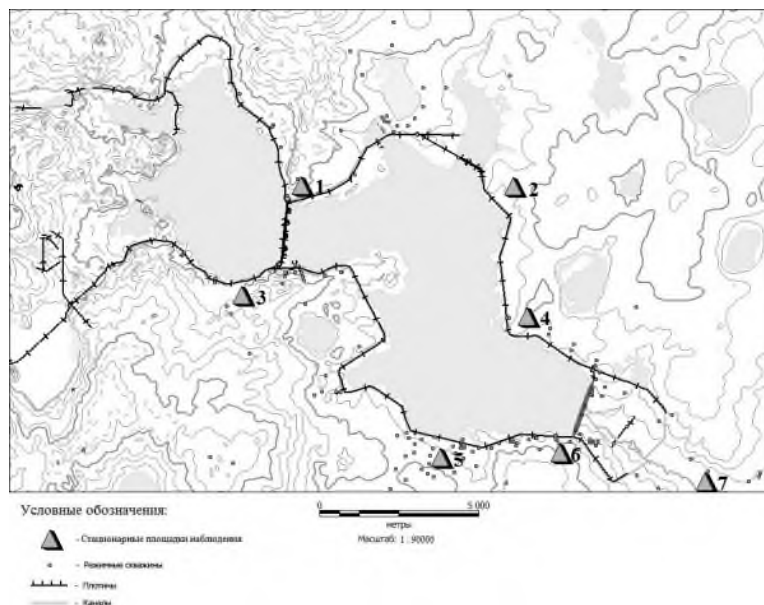 1
2
3
4
5
6
7
Условные обозначения:
- Стационарные площадки наблюдения
- Режимные скважины
- Плотины
- Каналы
0 5 000
метры
Масштаб: 1 : 90000